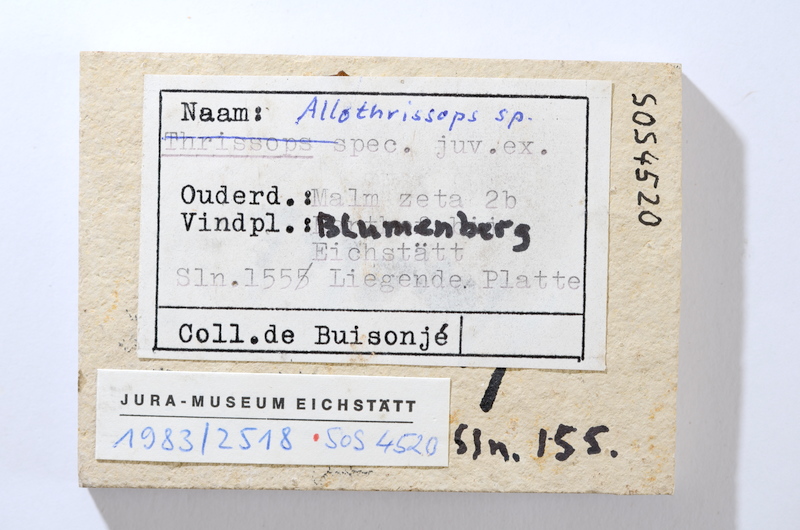 Naam: Allothrissops sp.
Thrissops spec. juv.ex.
Ouderd.: Malm zeta 2b
Vindpl.: Blumenberg
Eichstätt
Sln.155 Liegende Platte
Coll.de Buisonjé
JURA-MUSEUM EICHSTÄTT
1983/2518 • SOS 4520
Sln. 155.
SOS4520